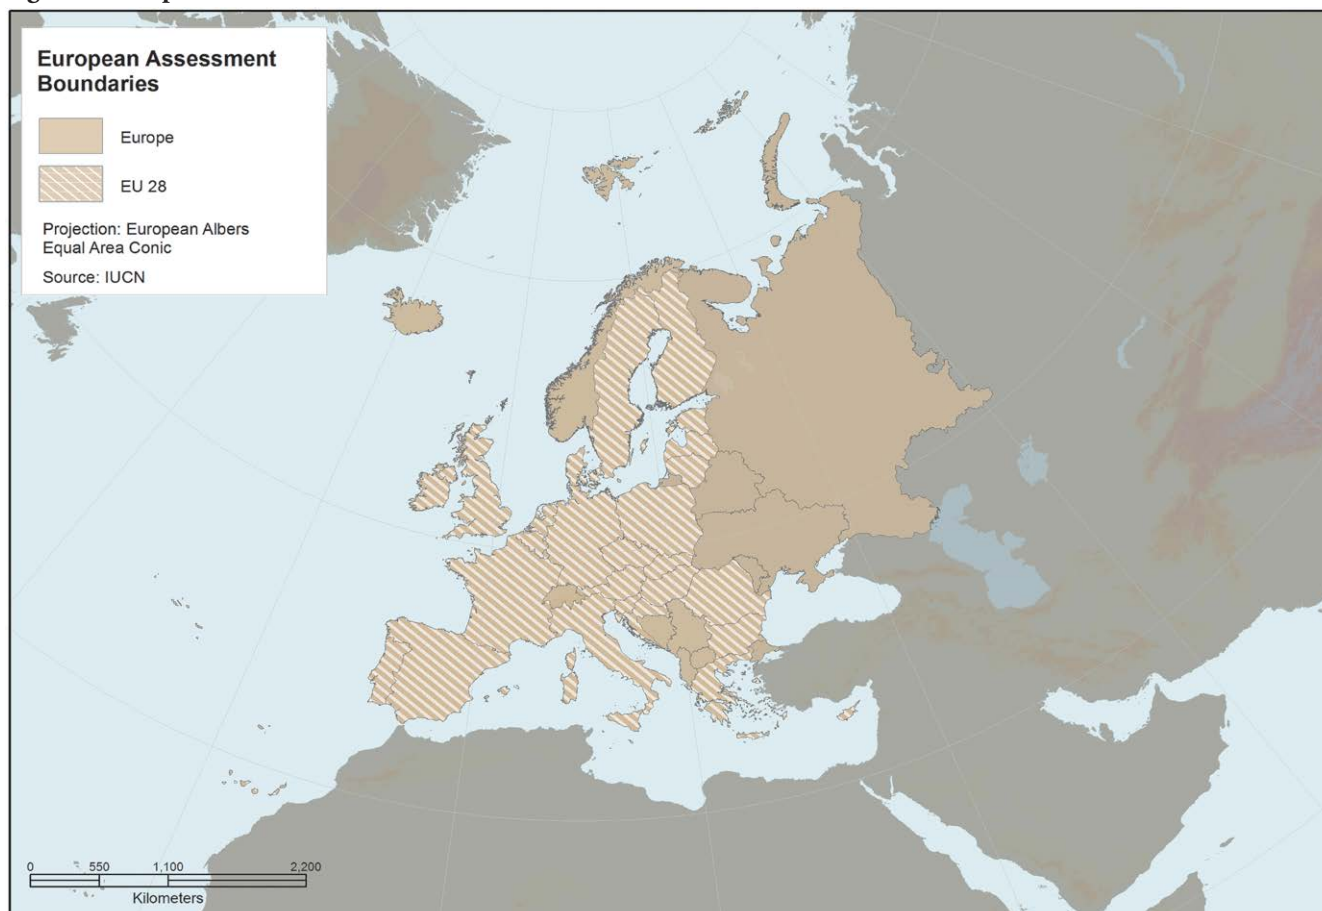 European Assessment
Boundaries
Europe
EU 28
Projection: European Albers
Equal Area Conic
Source: IUCN
0 550 1,100 2,200
Kilometers